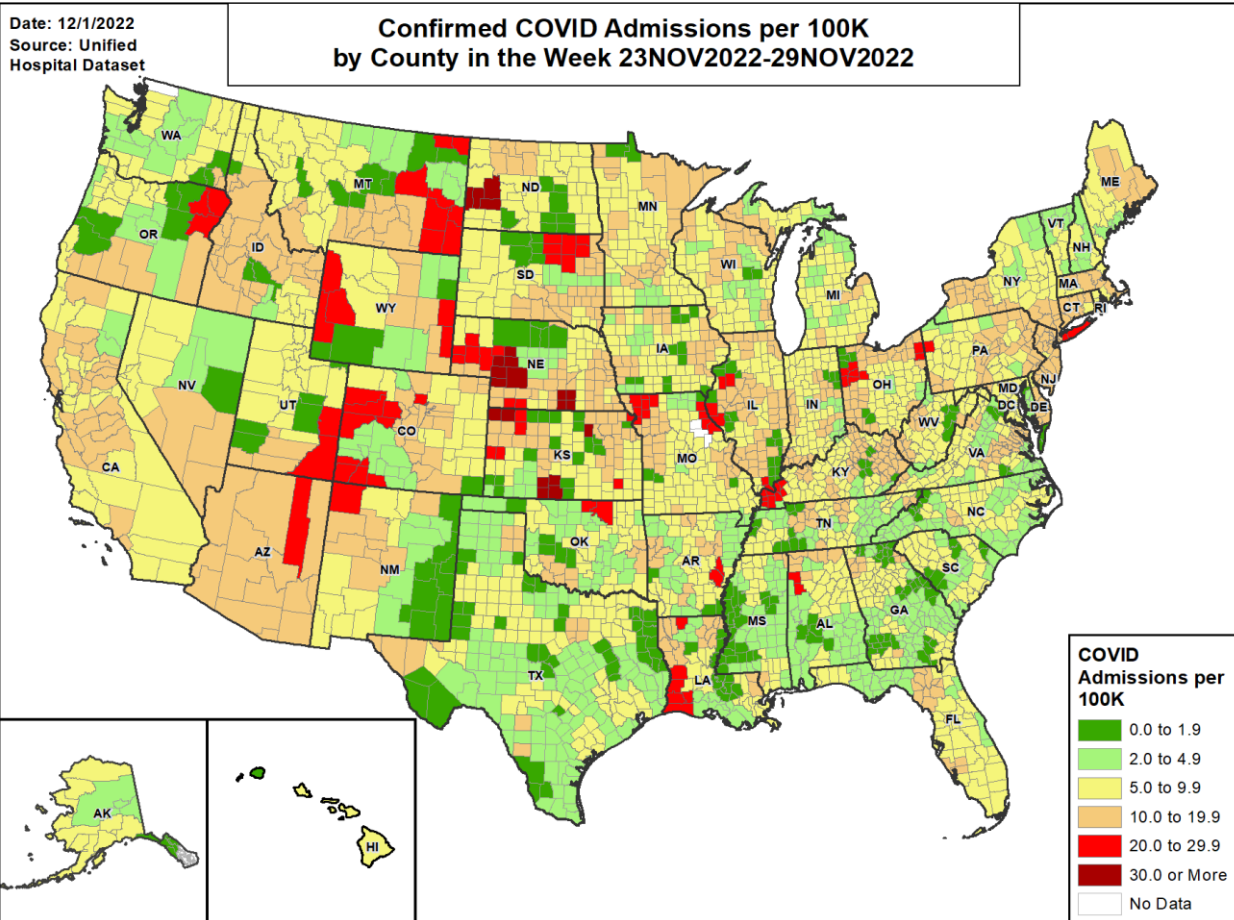 Date: 12/1/2022
Source: Unified
Hospital Dataset
Confirmed COVID Admissions per 100K
by County in the Week 23NOV2022-29NOV2022
WA
MT
ND
MN
ME
OR
ID
SD
WI
VT
NH
NY
MA
CT
RI
WY
MI
IA
NE
PA
NJ
NV
UT
CO
IL
IN
OH
MD
DE
DC
WV
VA
CA
KS
MO
KY
AZ
NM
OK
AR
TN
NC
SC
MS
AL
GA
TX
LA
FL
AK
HI
COVID
Admissions per
100K
0.0 to 1.9
2.0 to 4.9
5.0 to 9.9
10.0 to 19.9
20.0 to 29.9
30.0 or More
No Data